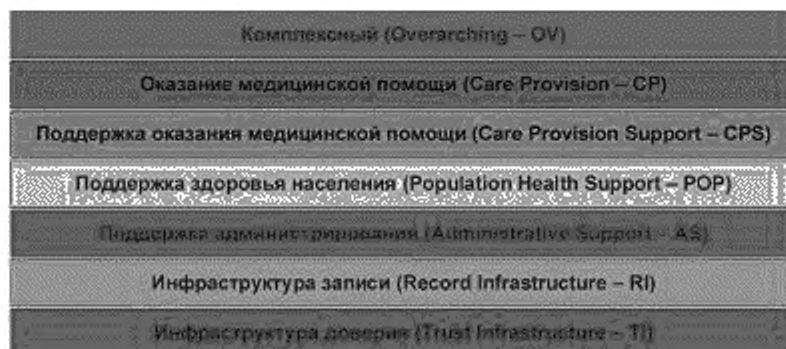 Комплексный (Overarching – OV)
Оказание медицинской помощи (Care Provision – CP)
Поддержка оказания медицинской помощи (Care Provision Support – CPS)
Поддержка здоровья населения (Population Health Support – POP)
Поддержка администрирования (Administrative Support – AS)
Инфраструктура записи (Record Infrastructure – RI)
Инфраструктура доверия (Trust Infrastructure – TI)